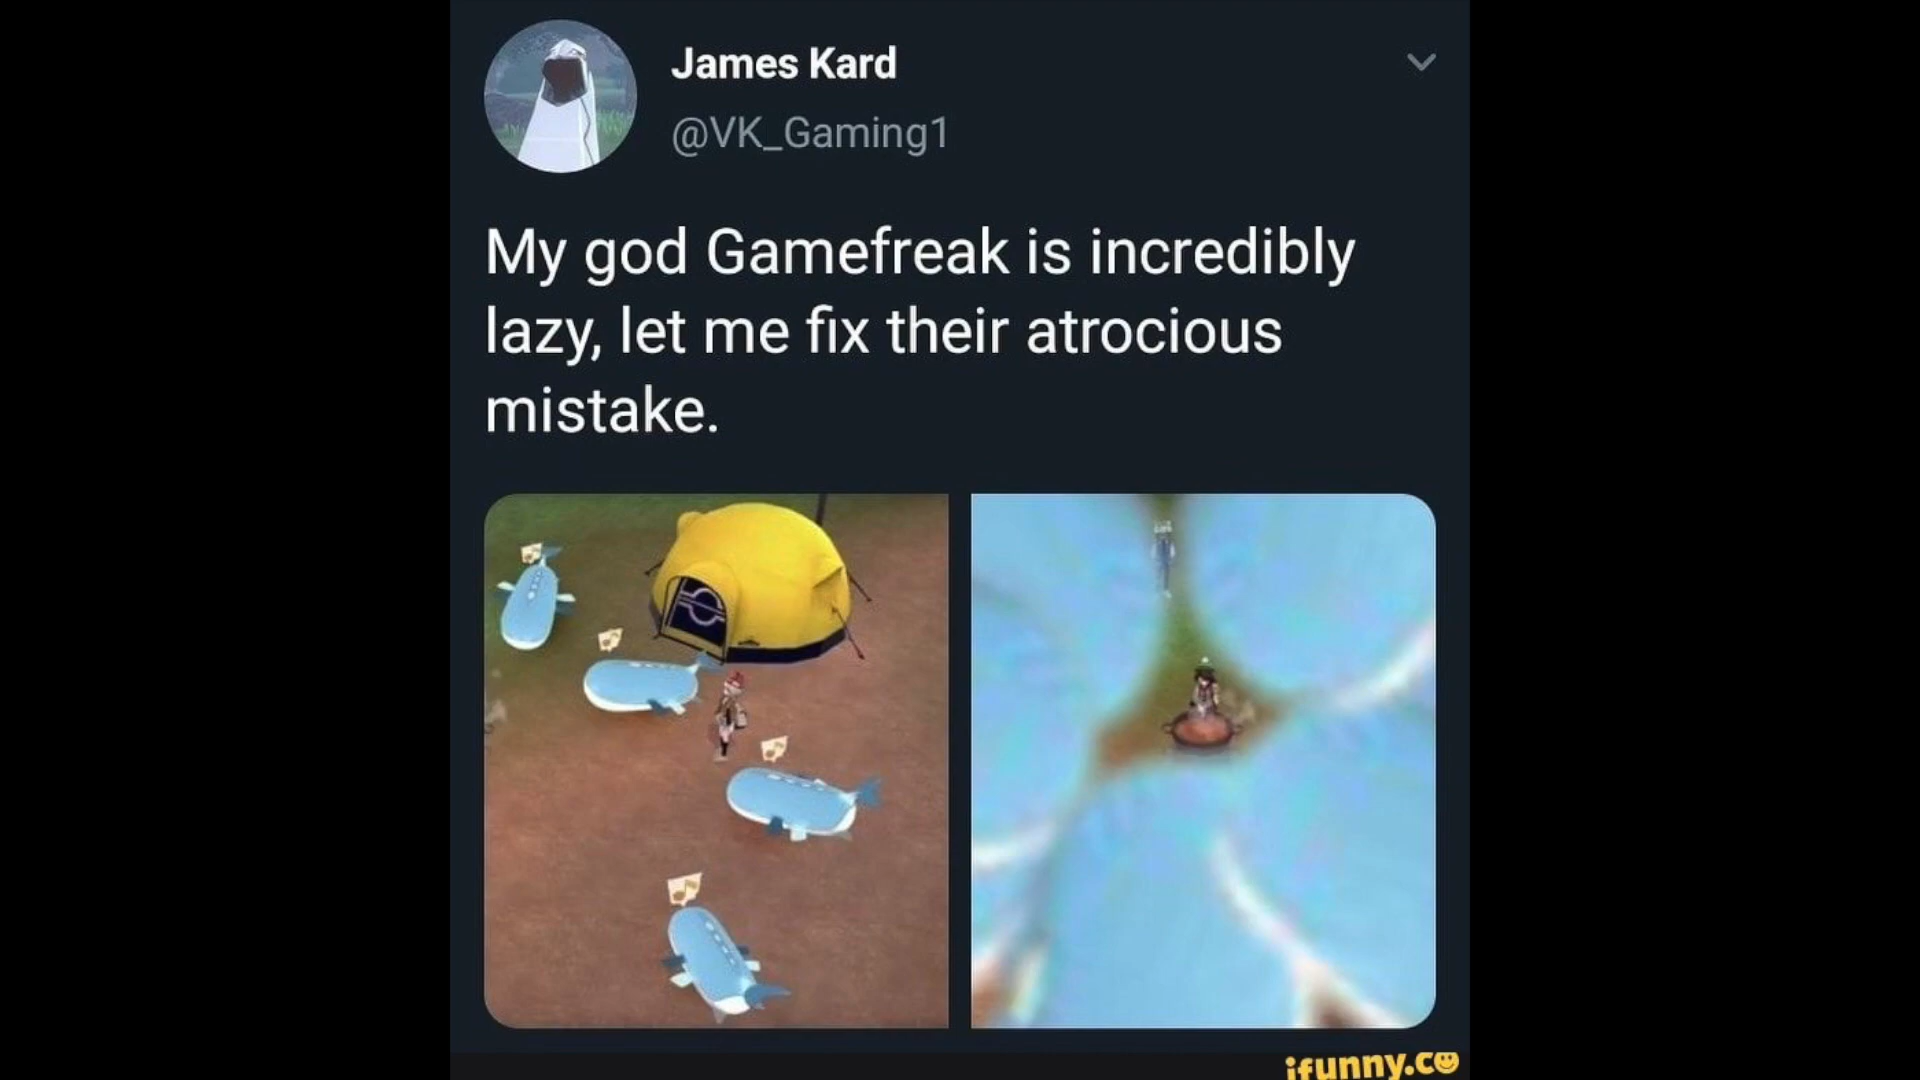 James Kard
@VK_Gaming1
My god Gamefreak is incredibly
lazy, let me fix their atrocious
mistake.
ifunny.co